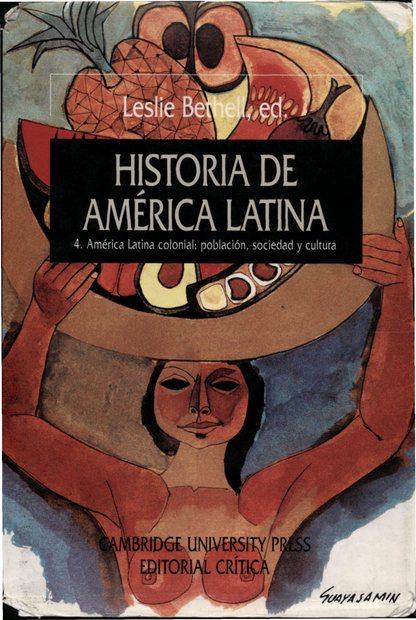 Leslie Bethell, ed.
HISTORIA DE
AMÉRICA LATINA
4. América Latina colonial: población, sociedad y cultura
CAMBRIDGE UNIVERSITY PRESS
EDITORIAL CRÍTICA
GUAYASAMIN